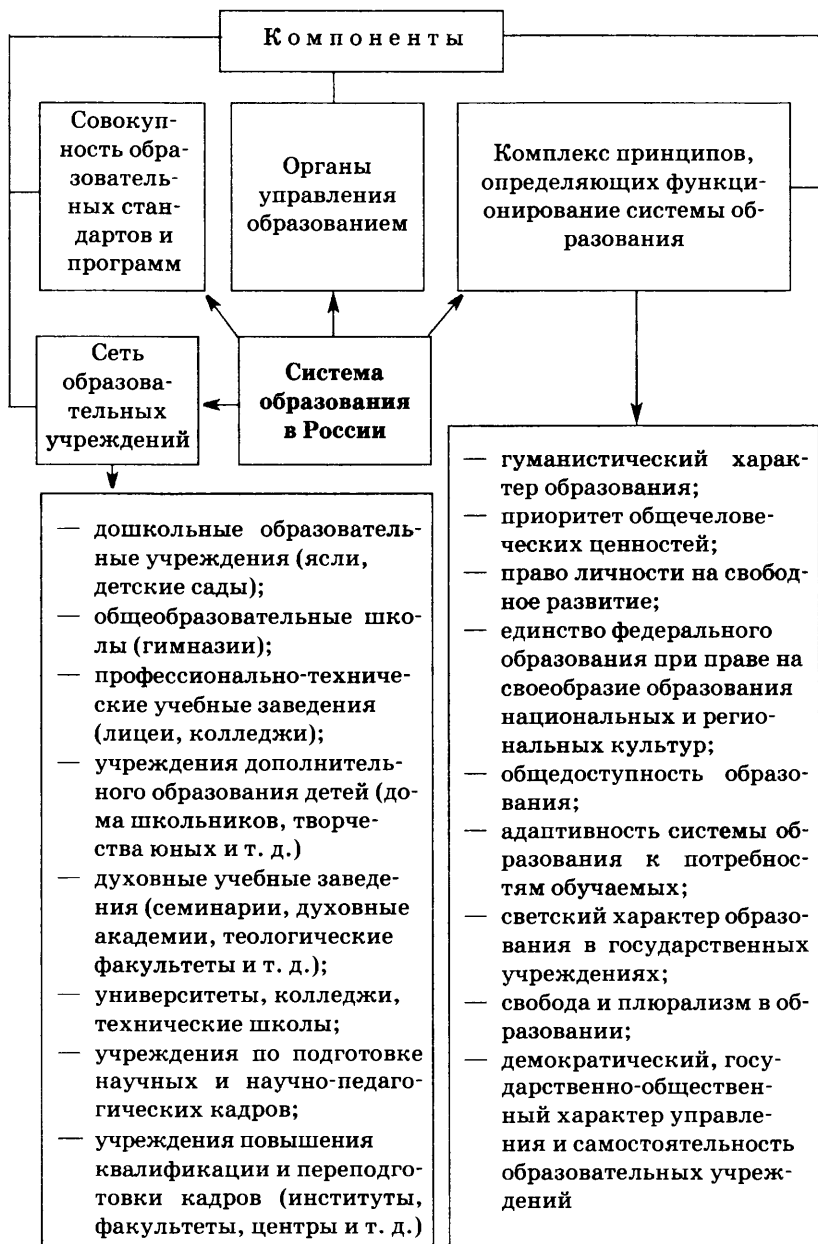 Компоненты
Совокуп-
ность обра-
зователь-
ных стан-
дартов и
программ
Органы
управления
образованием
Комплекс принципов,
определяющих функци-
онирование системы об-
разования
Сеть
образова-
тельных
учреждений
Система
образования
в России
— дошкольные образователь-
ные учреждения (ясли,
детские сады);
— общеобразовательные шко-
лы (гимназии);
— профессионально-техниче-
ские учебные заведения
(лицеи, колледжи);
— учреждения дополнитель-
ного образования детей (до-
ма школьников, творче-
ства юных и т. д.)
— духовные учебные заведе-
ния (семинарии, духовные
академии, теологические
факультеты и т. д.);
— университеты, колледжи,
технические школы;
— учреждения по подготовке
научных и научно-педаго-
гических кадров;
— учреждения повышения
квалификации и переподго-
товки кадров (институты,
факультеты, центры и т. д.)
— гуманистический харак-
тер образования;
— приоритет общечелове-
ческих ценностей;
— право личности на свобод-
ное развитие;
— единство федерального
образования при праве на
своеобразие образования
национальных и регио-
нальных культур;
— общедоступность образо-
вания;
— адаптивность системы об-
разования к потребнос-
тям обучаемых;
— светский характер образо-
вания в государственных
учреждениях;
— свобода и плюрализм в об-
разовании;
— демократический, госу-
дарственно-обществен-
ный характер управле-
ния и самостоятельность
образовательных учреж-
дений